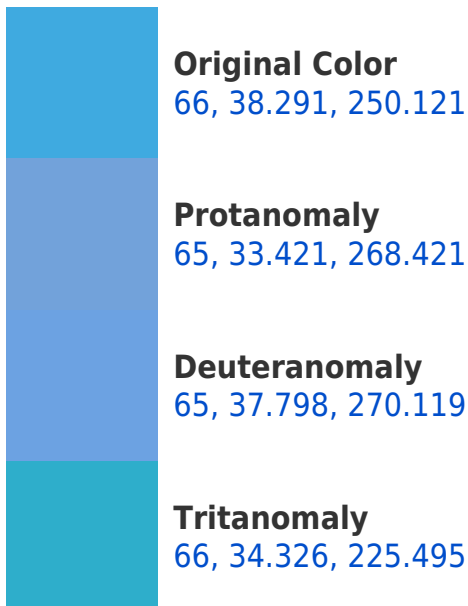 Original Color
66, 38.291, 250.121
Protanomaly
65, 33.421, 268.421
Deuteranomaly
65, 37.798, 270.119
Tritanomaly
66, 34.326, 225.495